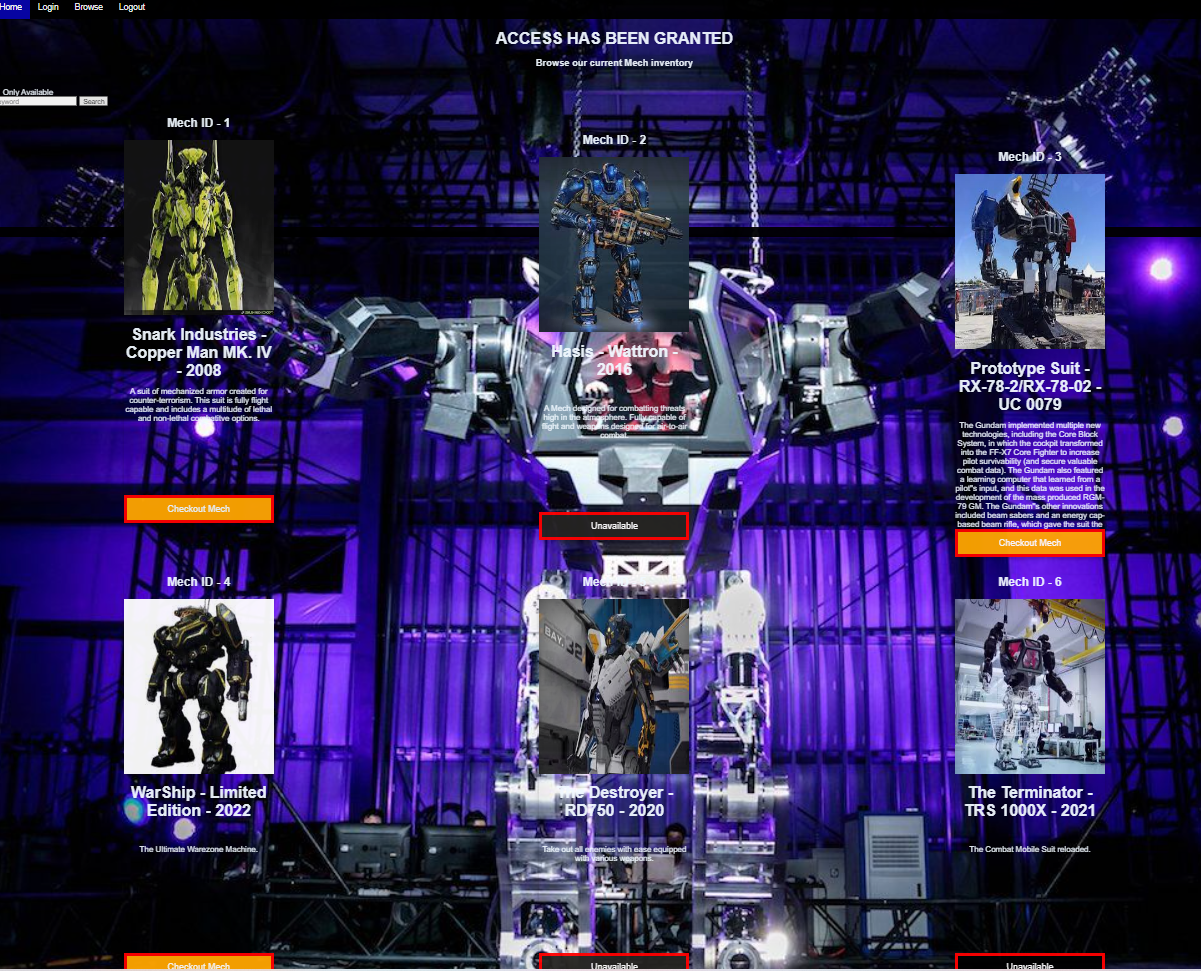 Home Login Browse Logout
ACCESS HAS BEEN GRANTED
Browse our current Mech inventory
Only Available
Search
Mech ID - 1
Snark Industries -
Copper Man MK. IV
- 2008
A suit of mechanized armor created for
counter-terrorism. This suit is fully flight
capable and includes a multitude of lethal
and non-lethal combative options.
Checkout Mech
Mech ID - 2
Hasis - Wattron -
2016
A Mech designed for combatting threats
high in the atmosphere. Fully capable of
flight and weapons designed for air-to-air
combat.
Unavailable
Mech ID - 3
Prototype Suit -
RX-78-2/RX-78-02 -
UC 0079
The Gundam implemented multiple new
technologies, including the Core Block
System, in which the cockpit transformed
into the FF-X7 Core Fighter to increase
pilot survivability (and secure valuable
combat data). The Gundam also featured
a learning computer that learned from a
pilot"s input, and this data was used in the
development of the mass produced RGM-
79 GM. The Gundam"s other innovations
included beam sabers and an energy cap-
based beam rifle, which gave the suit the
Checkout Mech
Mech ID - 4
WarShip - Limited
Edition - 2022
The Ultimate Warezone Machine.
Checkout Mech
BAY. 32
The Destroyer -
RD750 - 2020
Take out all enemies with ease equipped
with various weapons.
Unavailable
Mech ID - 6
The Terminator -
TRS 1000X - 2021
The Combat Mobile Suit reloaded.
Unavailable